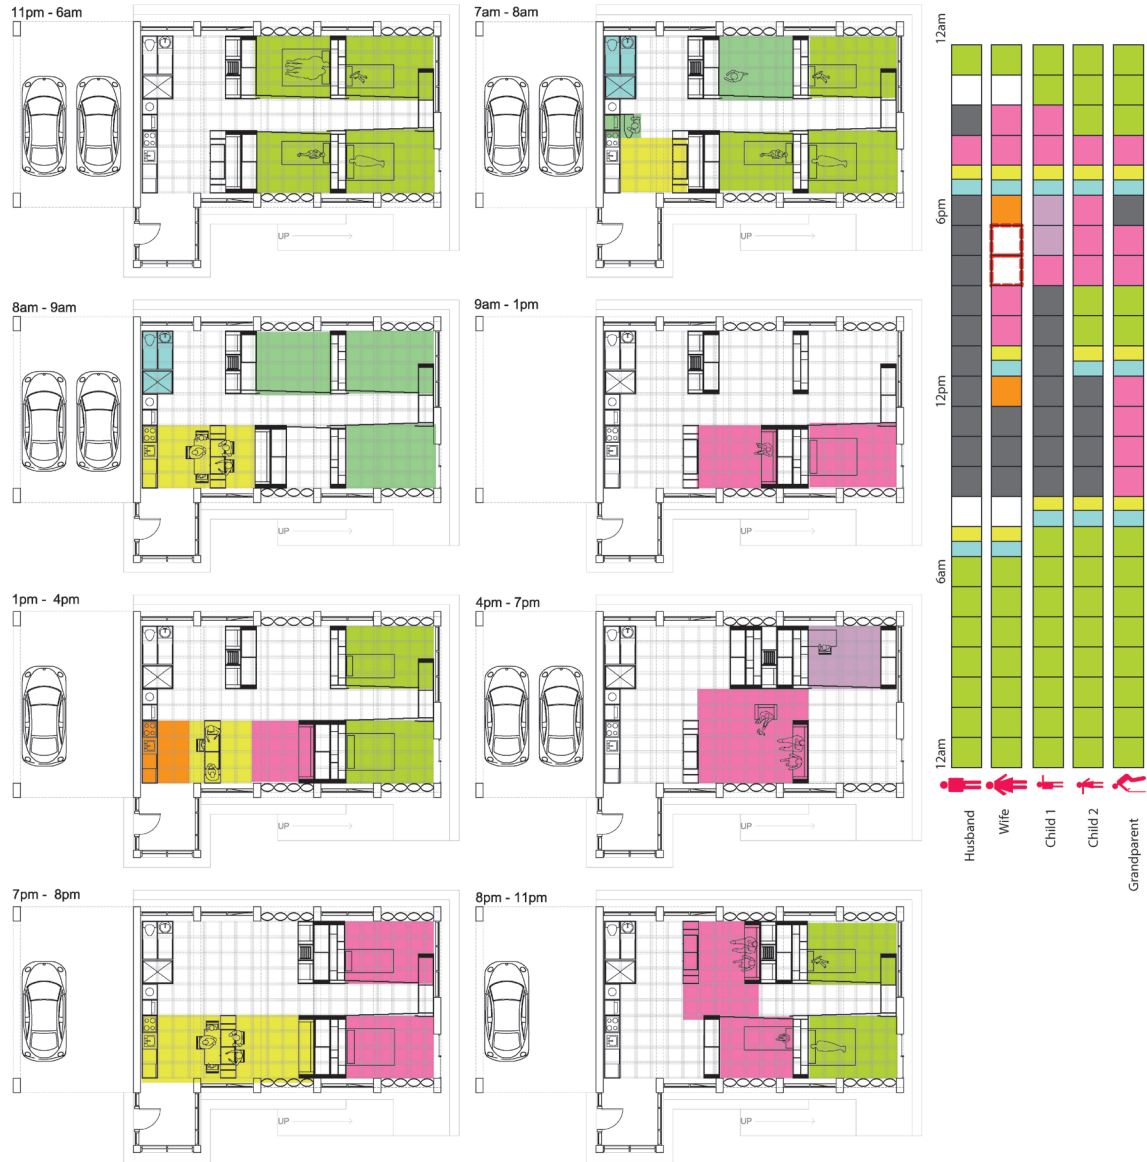 11pm - 6am
UP
7am - 8am
UP
8am - 9am
UP
9am - 1pm
UP
1pm - 4pm
UP
4pm - 7pm
UP
7pm - 8pm
UP
8pm - 11pm
UP
12am
6pm
12pm
6am
12am
Husband
Wife
Child 1
Child 2
Grandparent